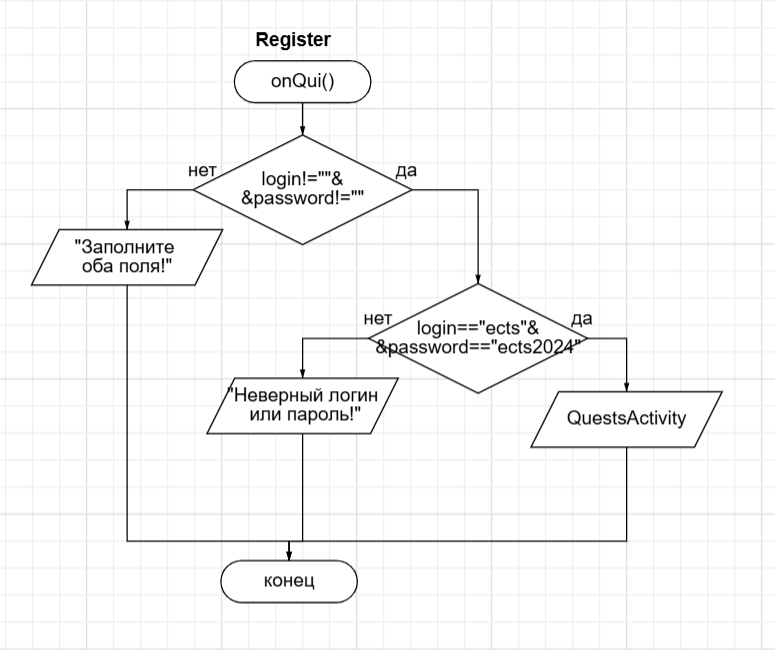 Register
onQui()
нет
да
login!=""&
&password!=""
"Заполните
оба поля!"
нет
да
login=="ects"&
&password=="ects2024"
"Неверный логин
или пароль!"
QuestsActivity
конец